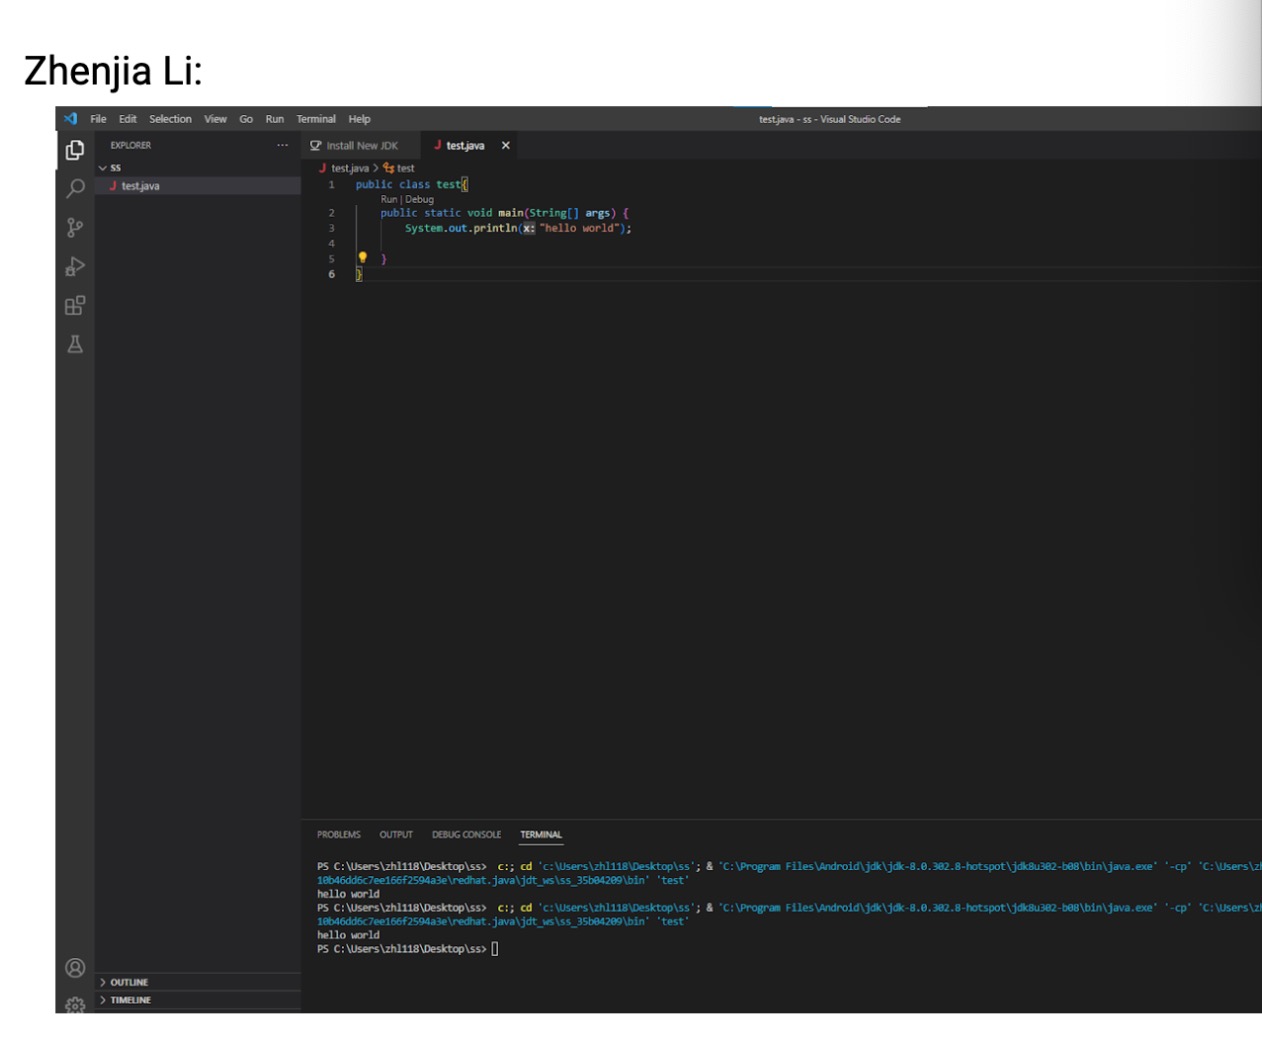 Zhenjia Li:
File Edit Selection View Go Run Terminal Help
test.java - ss - Visual Studio Code
EXPLORER ···
Install New JDK
J test.java ×
SS
J test.java
J test.java > test
1 public class test{
Run | Debug
2 public static void main(String[] args) {
3 System.out.println(x: "hello world");
4
5 }
6 }
PROBLEMS OUTPUT DEBUG CONSOLE TERMINAL
PS C:\Users\zhl118\Desktop\ss> c:; cd 'c:\Users\zhl118\Desktop\ss'; & 'C:\Program Files\Android\jdk\jdk-8.0.302.8-hotspot\jdk8u302-b08\bin\java.exe' '-cp' 'C:\Users\zh
10b46dd6c7ee166f2594a3e\redhat.java\jdt_ws\ss_35b04209\bin' 'test'
hello world
PS C:\Users\zhl118\Desktop\ss> c:; cd 'c:\Users\zhl118\Desktop\ss'; & 'C:\Program Files\Android\jdk\jdk-8.0.302.8-hotspot\jdk8u302-b08\bin\java.exe' '-cp' 'C:\Users\zh
10b46dd6c7ee166f2594a3e\redhat.java\jdt_ws\ss_35b04209\bin' 'test'
hello world
PS C:\Users\zhl118\Desktop\ss>
OUTLINE
TIMELINE